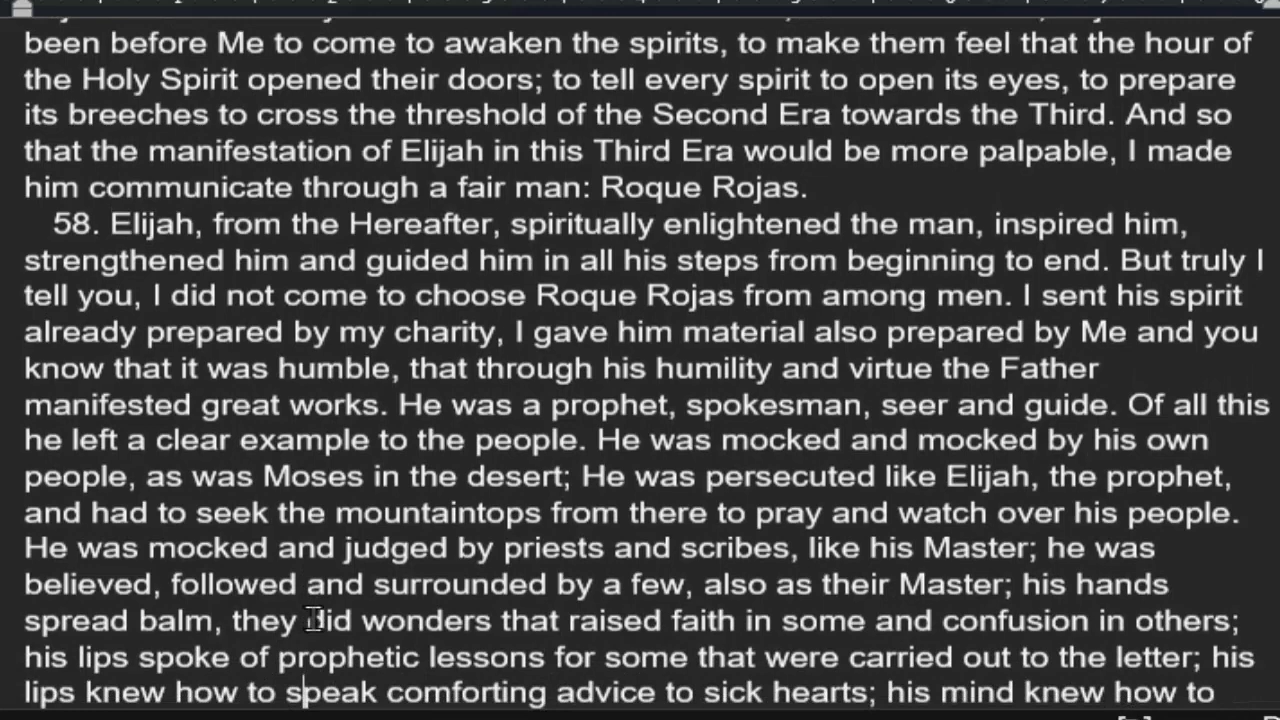 been before Me to come to awaken the spirits, to make them feel that the hour of
the Holy Spirit opened their doors; to tell every spirit to open its eyes, to prepare
its breeches to cross the threshold of the Second Era towards the Third. And so
that the manifestation of Elijah in this Third Era would be more palpable, I made
him communicate through a fair man: Roque Rojas.
58. Elijah, from the Hereafter, spiritually enlightened the man, inspired him,
strengthened him and guided him in all his steps from beginning to end. But truly I
tell you, I did not come to choose Roque Rojas from among men. I sent his spirit
already prepared by my charity, I gave him material also prepared by Me and you
know that it was humble, that through his humility and virtue the Father
manifested great works. He was a prophet, spokesman, seer and guide. Of all this
he left a clear example to the people. He was mocked and mocked by his own
people, as was Moses in the desert; He was persecuted like Elijah, the prophet,
and had to seek the mountaintops from there to pray and watch over his people.
He was mocked and judged by priests and scribes, like his Master; he was
believed, followed and surrounded by a few, also as their Master; his hands
spread balm, they did wonders that raised faith in some and confusion in others;
his lips spoke of prophetic lessons for some that were carried out to the letter; his
lips knew how to speak comforting advice to sick hearts; his mind knew how to